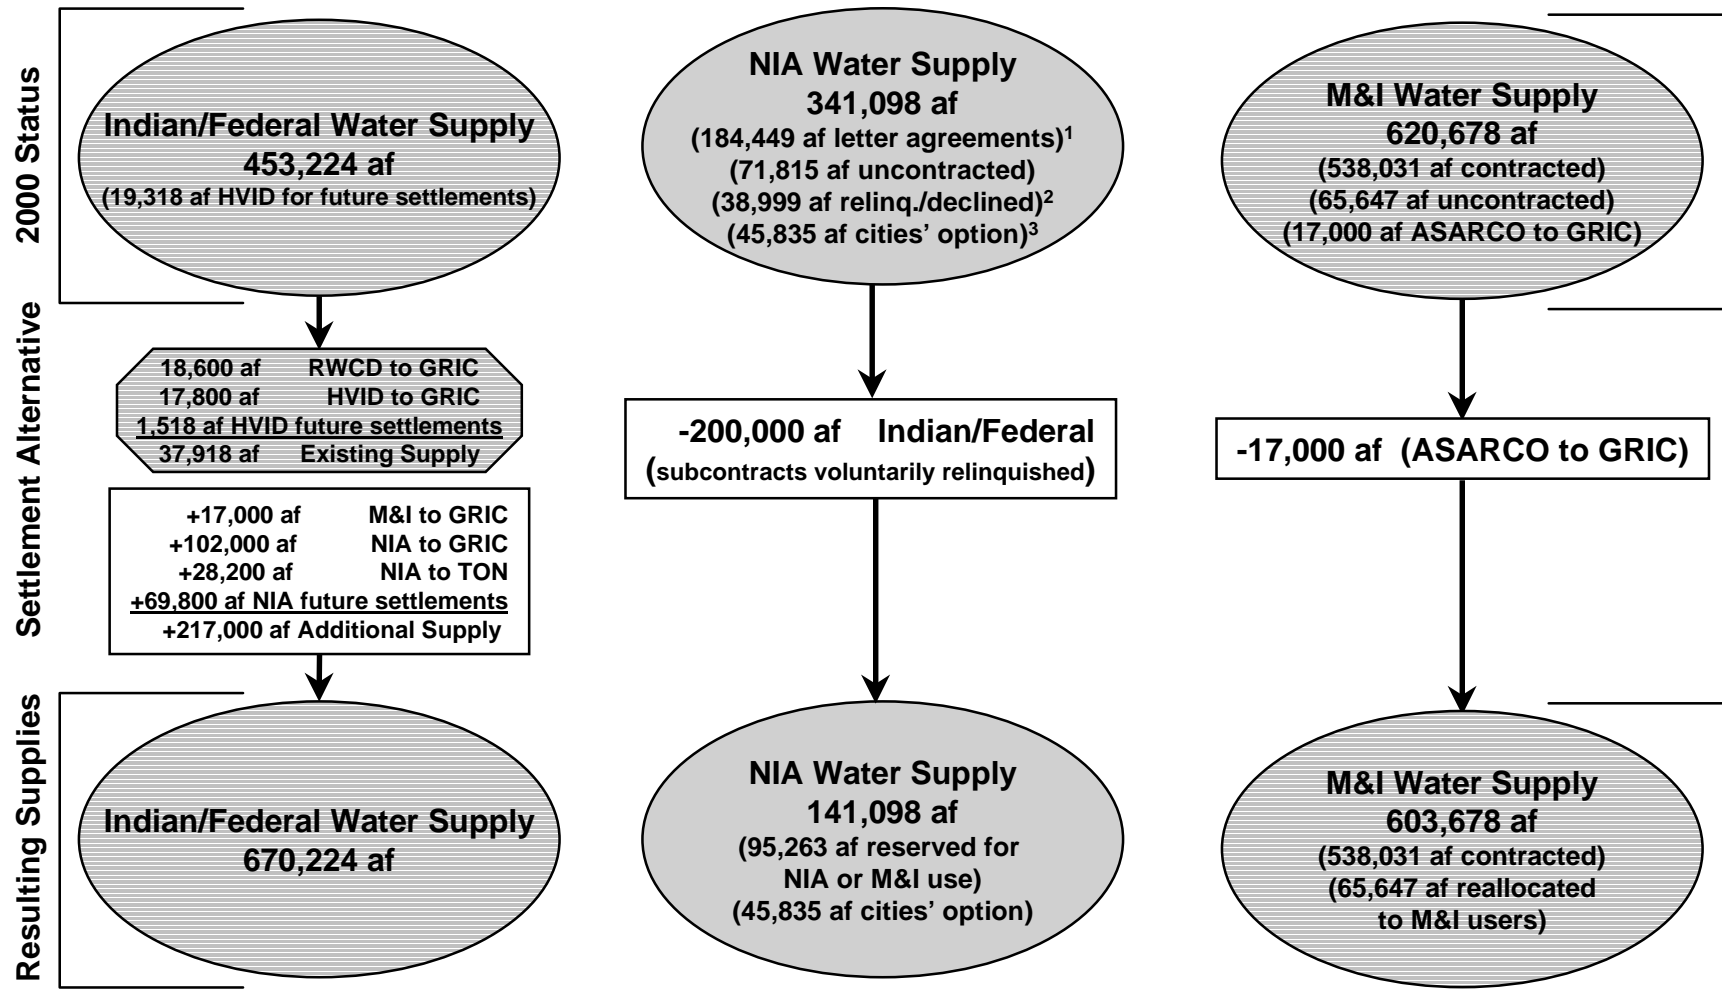 2000 Status
Indian/Federal Water Supply
453,224 af
(19,318 af HVID for future settlements)
NIA Water Supply
341,098 af
(184,449 af letter agreements)1
(71,815 af uncontracted)
(38,999 af relinq./declined)2
(45,835 af cities’ option)3
M&I Water Supply
620,678 af
(538,031 af contracted)
(65,647 af uncontracted)
(17,000 af ASARCO to GRIC)
Settlement Alternative
18,600 af RWCD to GRIC
17,800 af HVID to GRIC
1,518 af HVID future settlements
37,918 af Existing Supply
+17,000 af M&I to GRIC
+102,000 af NIA to GRIC
+28,200 af NIA to TON
+69,800 af NIA future settlements
+217,000 af Additional Supply
-200,000 af Indian/Federal
(subcontracts voluntarily relinquished)
-17,000 af (ASARCO to GRIC)
Resulting Supplies
Indian/Federal Water Supply
670,224 af
NIA Water Supply
141,098 af
(95,263 af reserved for
NIA or M&I use)
(45,835 af cities’ option)
M&I Water Supply
603,678 af
(538,031 af contracted)
(65,647 af reallocated
to M&I users)